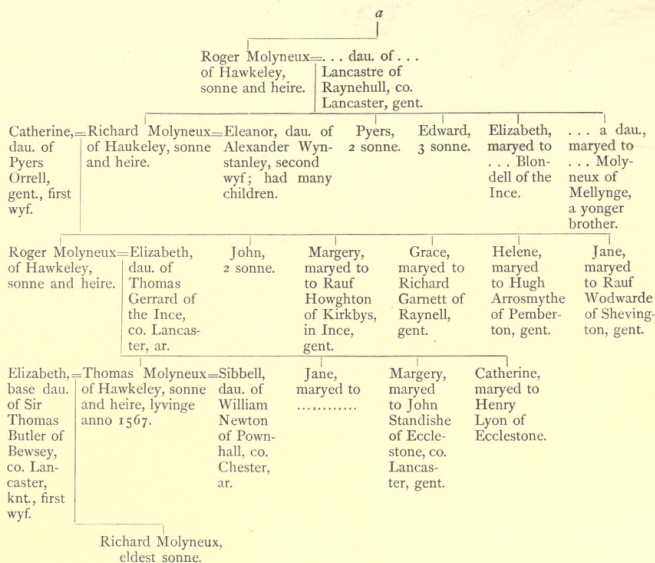 a
Roger Molyneux=. . . dau. of . . .
of Hawkeley,
sonne and heire.
Lancastre of
Raynehull, co.
Lancaster, gent.
Catherine,=
dau. of
Pyers
Orrell,
gent., first
wyf.
Richard Molyneux=
of Haukeley, sonne
and heire.
Eleanor, dau. of
Alexander Wyn-
stanley, second
wyf; had many
children.
Pyers,
2 sonne.
Edward,
3 sonne.
Elizabeth,
maryed to
. . . Blon-
dell of the
Ince.
. . . a dau.,
maryed to
. . . Moly-
neux of
Mellynge,
a yonger
brother.
Roger Molyneux=
of Hawkeley,
sonne and heire.
Elizabeth,
dau. of
Thomas
Gerrard of
the Ince,
co. Lancas-
ter, ar.
John,
2 sonne.
Margery,
maryed to
to Rauf
Howghton
of Kirkbys,
in Ince,
gent.
Grace,
maryed to
Richard
Garnett of
Raynell,
gent.
Helene,
maryed
to Hugh
Arrosmythe
of Pember-
ton, gent.
Jane,
maryed
to Rauf
Wodwarde
of Sheving-
ton, gent.
Elizabeth,=
base dau.
of Sir
Thomas
Butler of
Bewsey,
co. Lan-
caster,
knt., first
wyf.
Thomas Molyneux=
of Hawkeley, sonne
and heire, lyvinge
anno 1567.
Sibbell,
dau. of
William
Newton
of Pown-
hall, co.
Chester,
ar.
Jane,
maryed to
............
Margery,
maryed
to John
Standishe
of Eccle-
stone, co.
Lancas-
ter, gent.
Catherine,
maryed to
Henry
Lyon of
Ecclestone.
Richard Molyneux,
eldest sonne.